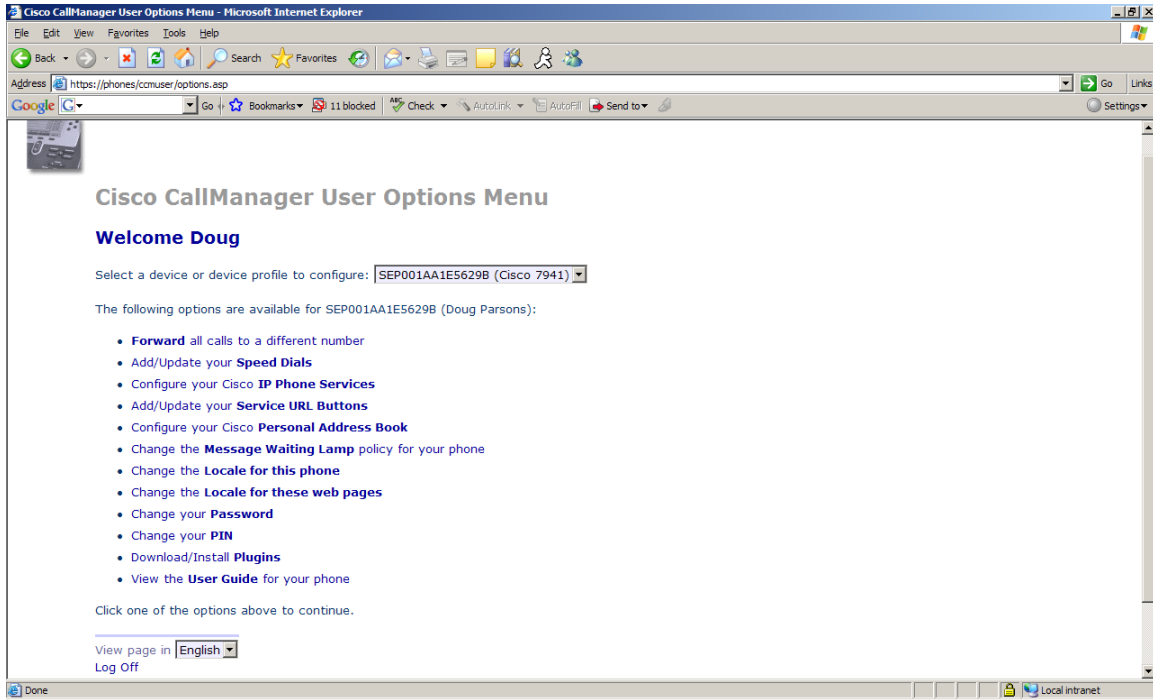 Cisco CallManager User Options Menu - Microsoft Internet Explorer
File Edit View Favorites Tools Help
Back Search Favorites
Address https://phones/ccmuser/options.asp Go Links
Google G Go Bookmarks 11 blocked ABC Check AutoLink AutoFill Send to Settings
Cisco CallManager User Options Menu
Welcome Doug
Select a device or device profile to configure: SEP001AA1E5629B (Cisco 7941)
The following options are available for SEP001AA1E5629B (Doug Parsons):
• Forward all calls to a different number
• Add/Update your Speed Dials
• Configure your Cisco IP Phone Services
• Add/Update your Service URL Buttons
• Configure your Cisco Personal Address Book
• Change the Message Waiting Lamp policy for your phone
• Change the Locale for this phone
• Change the Locale for these web pages
• Change your Password
• Change your PIN
• Download/Install Plugins
• View the User Guide for your phone
Click one of the options above to continue.
View page in English
Log Off
Done Local intranet